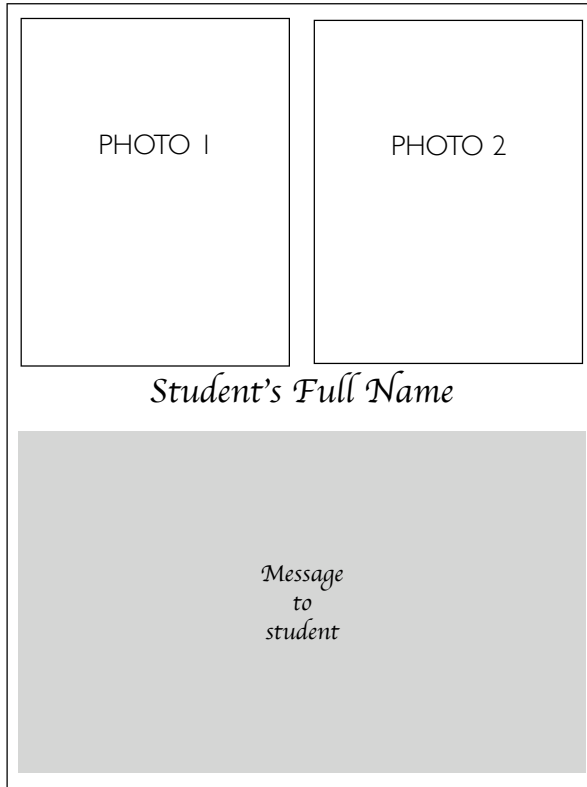 PHOTO 1
PHOTO 2
Student's Full Name
Message
to
student